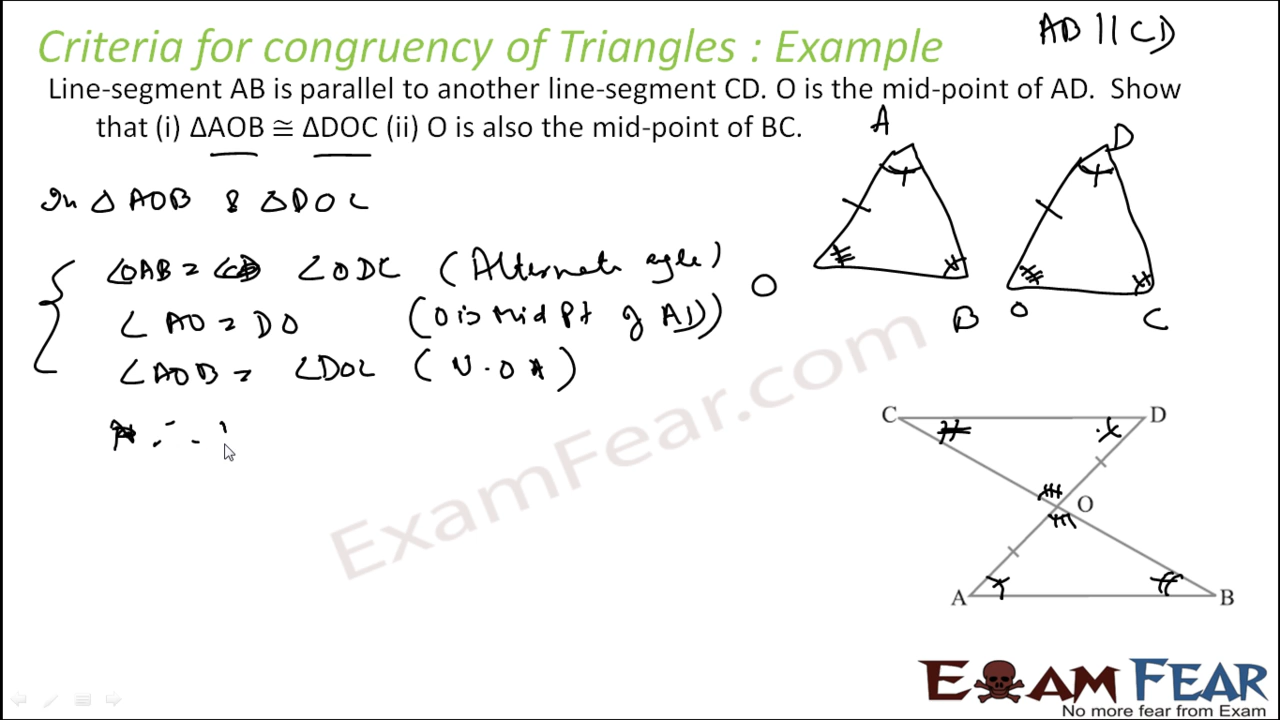 Criteria for congruency of Triangles : Example
AB || CD
Line-segment AB is parallel to another line-segment CD. O is the mid-point of AD. Show
that (i) ΔAOB ≅ ΔDOC (ii) O is also the mid-point of BC.
A
D
In Δ AOB & ΔDOC
∠OAB = ∠ODC (Alternate angle)
∠ AO = DO (O is Mid Pt of AD)
∠AOB = ∠DOC (V.O A)
∴
O
B
O
C
C
D
O
A
B
ExamFear.com
EXAM FEAR
No more fear from Exam